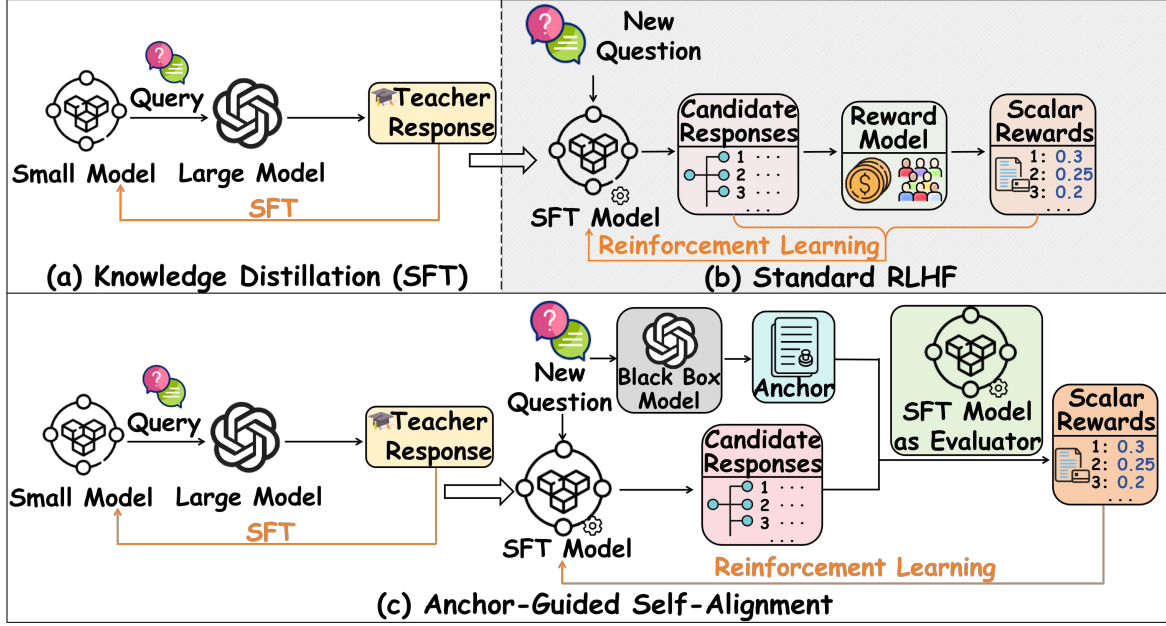 ?
Query
Teacher
Response
Small Model
Large Model
SFT
(a) Knowledge Distillation (SFT)
?
New
Question
SFT Model
Candidate
Responses
1 ...
2 ...
3 ...
...
Reward
Model
$
Scalar
Rewards
1: 0.3
2: 0.25
3: 0.2
...
Reinforcement Learning
(b) Standard RLHF
?
Query
Teacher
Response
Small Model
Large Model
SFT
?
New
Question
Black Box
Model
Anchor
SFT Model
as Evaluator
SFT Model
Candidate
Responses
1 ...
2 ...
3 ...
...
Scalar
Rewards
1: 0.3
2: 0.25
3: 0.2
...
Reinforcement Learning
(c) Anchor-Guided Self-Alignment